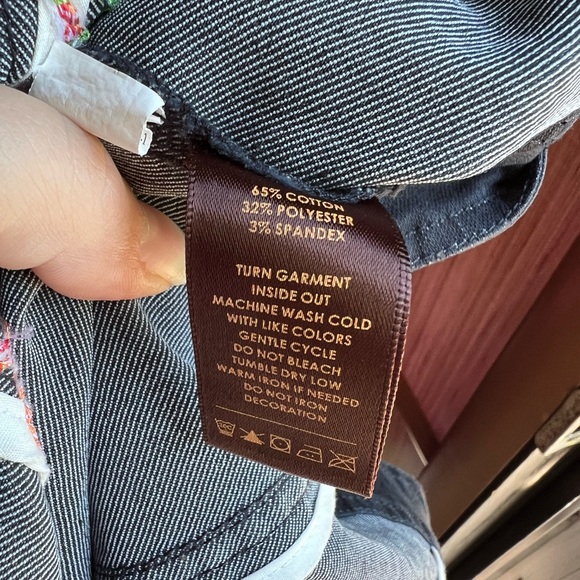 65% COTTON
32% POLYESTER
3% SPANDEX
TURN GARMENT
INSIDE OUT
MACHINE WASH COLD
WITH LIKE COLORS
GENTLE CYCLE
DO NOT BLEACH
TUMBLE DRY LOW
WARM IRON IF NEEDED
DO NOT IRON
DECORATION